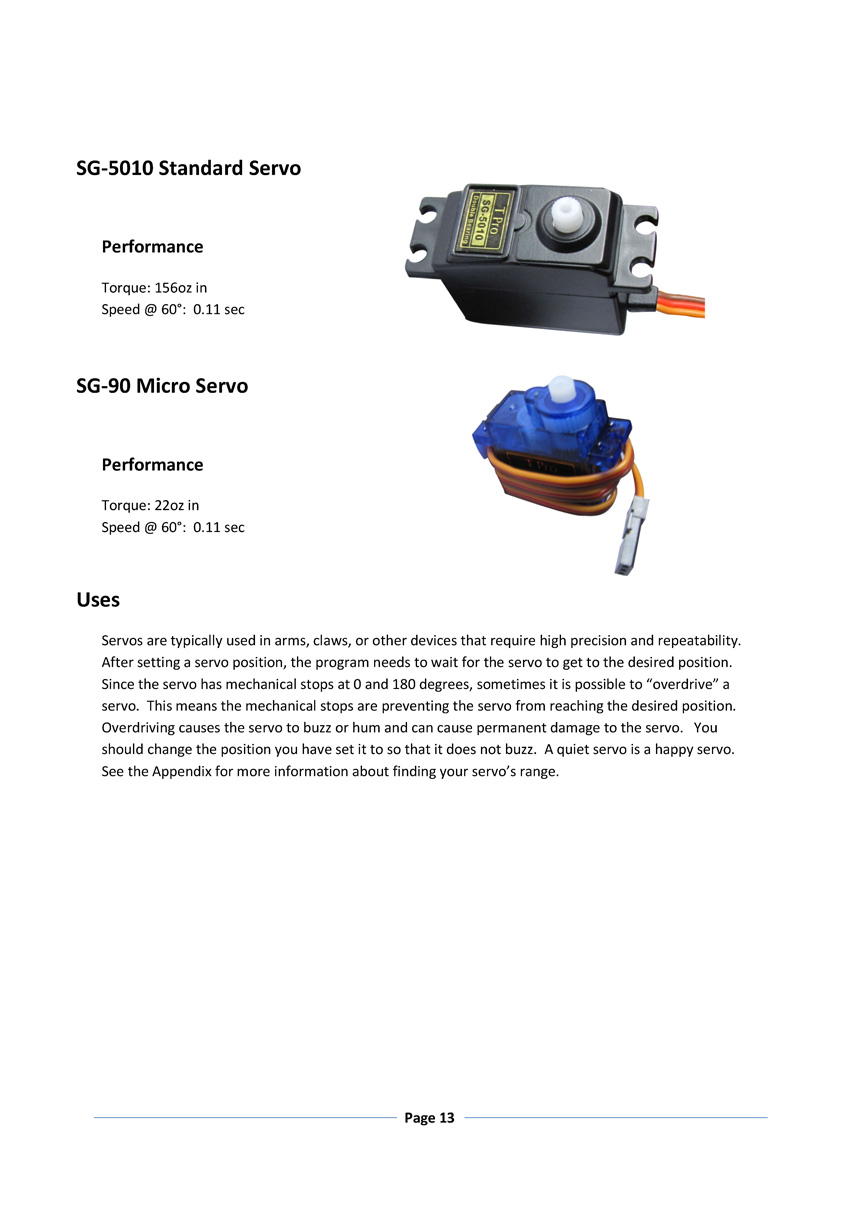 SG-5010 Standard Servo
T Pro
SG-5010
Double Bearing
Performance
Torque: 156oz in
Speed @ 60°:  0.11 sec
SG-90 Micro Servo
T Pro
Performance
Torque: 22oz in
Speed @ 60°:  0.11 sec
Uses
Servos are typically used in arms, claws, or other devices that require high precision and repeatability.
After setting a servo position, the program needs to wait for the servo to get to the desired position.
Since the servo has mechanical stops at 0 and 180 degrees, sometimes it is possible to “overdrive” a
servo.  This means the mechanical stops are preventing the servo from reaching the desired position.
Overdriving causes the servo to buzz or hum and can cause permanent damage to the servo.   You
should change the position you have set it to so that it does not buzz.  A quiet servo is a happy servo.
See the Appendix for more information about finding your servo’s range.
Page 13